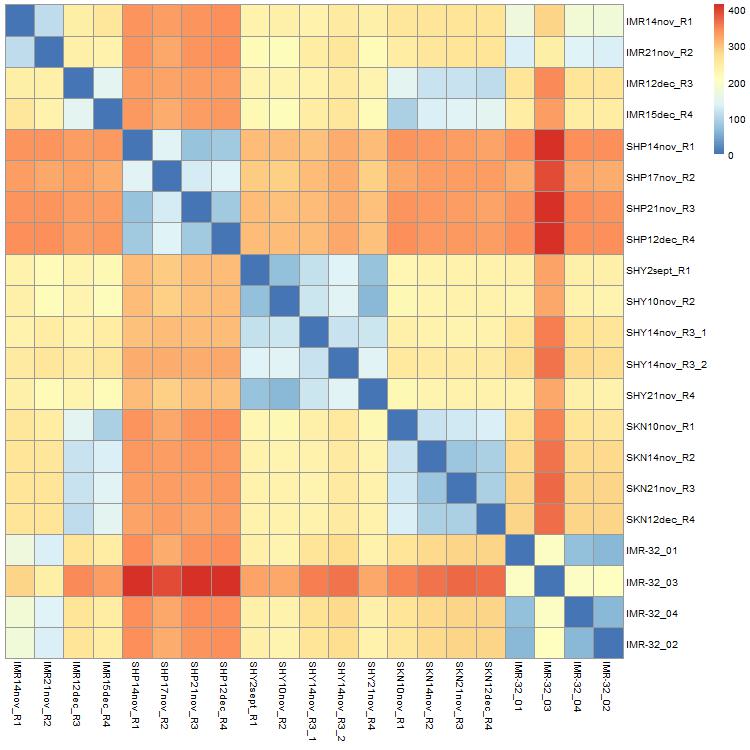 IMR14nov_R1
IMR21nov_R2
IMR12dec_R3
IMR15dec_R4
SHP14nov_R1
SHP17nov_R2
SHP21nov_R3
SHP12dec_R4
SHY2sept_R1
SHY10nov_R2
SHY14nov_R3_1
SHY14nov_R3_2
SHY21nov_R4
SKN10nov_R1
SKN14nov_R2
SKN21nov_R3
SKN12dec_R4
IMR-32_01
IMR-32_03
IMR-32_04
IMR-32_02
400
300
200
100
0
IMR14nov_R1
IMR21nov_R2
IMR12dec_R3
IMR15dec_R4
SHP14nov_R1
SHP17nov_R2
SHP21nov_R3
SHP12dec_R4
SHY2sept_R1
SHY10nov_R2
SHY14nov_R3_1
SHY14nov_R3_2
SHY21nov_R4
SKN10nov_R1
SKN14nov_R2
SKN21nov_R3
SKN12dec_R4
IMR-32_01
IMR-32_03
IMR-32_04
IMR-32_02